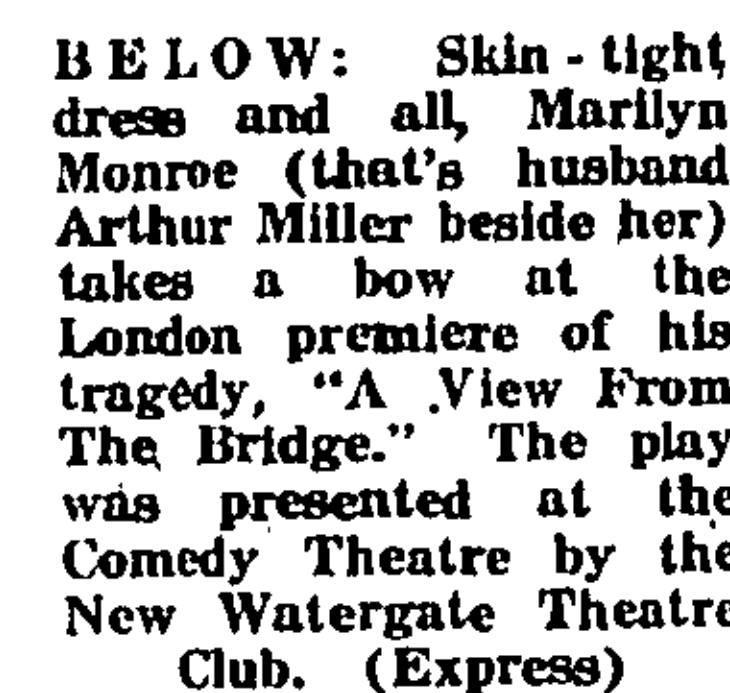 BELOW: Skin-tight
dress and all, Marilyn
Monroe (that's husband
Arthur Miller beside her)
takes a bow at the
London premiere of his
tragedy, "A View From
The Bridge." The play
was presented at the
Comedy Theatre by the
New Watergate Theatre
Club. (Express)